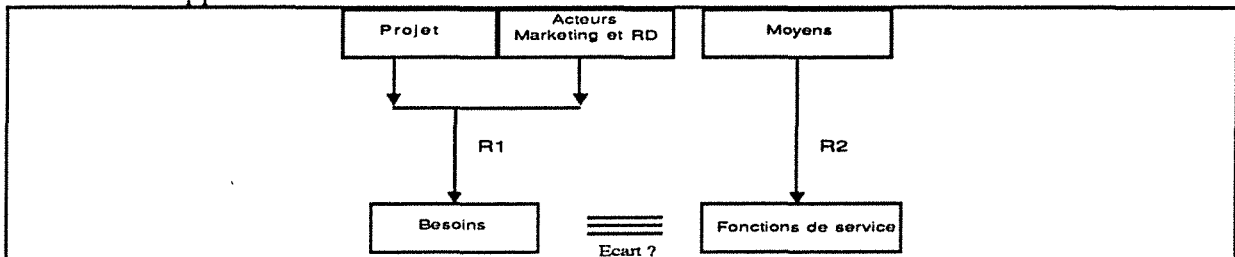 Projet
Acteurs
Marketing et RD
Moyens
R1
R2
Besoins
Ecart ?
Fonctions de service